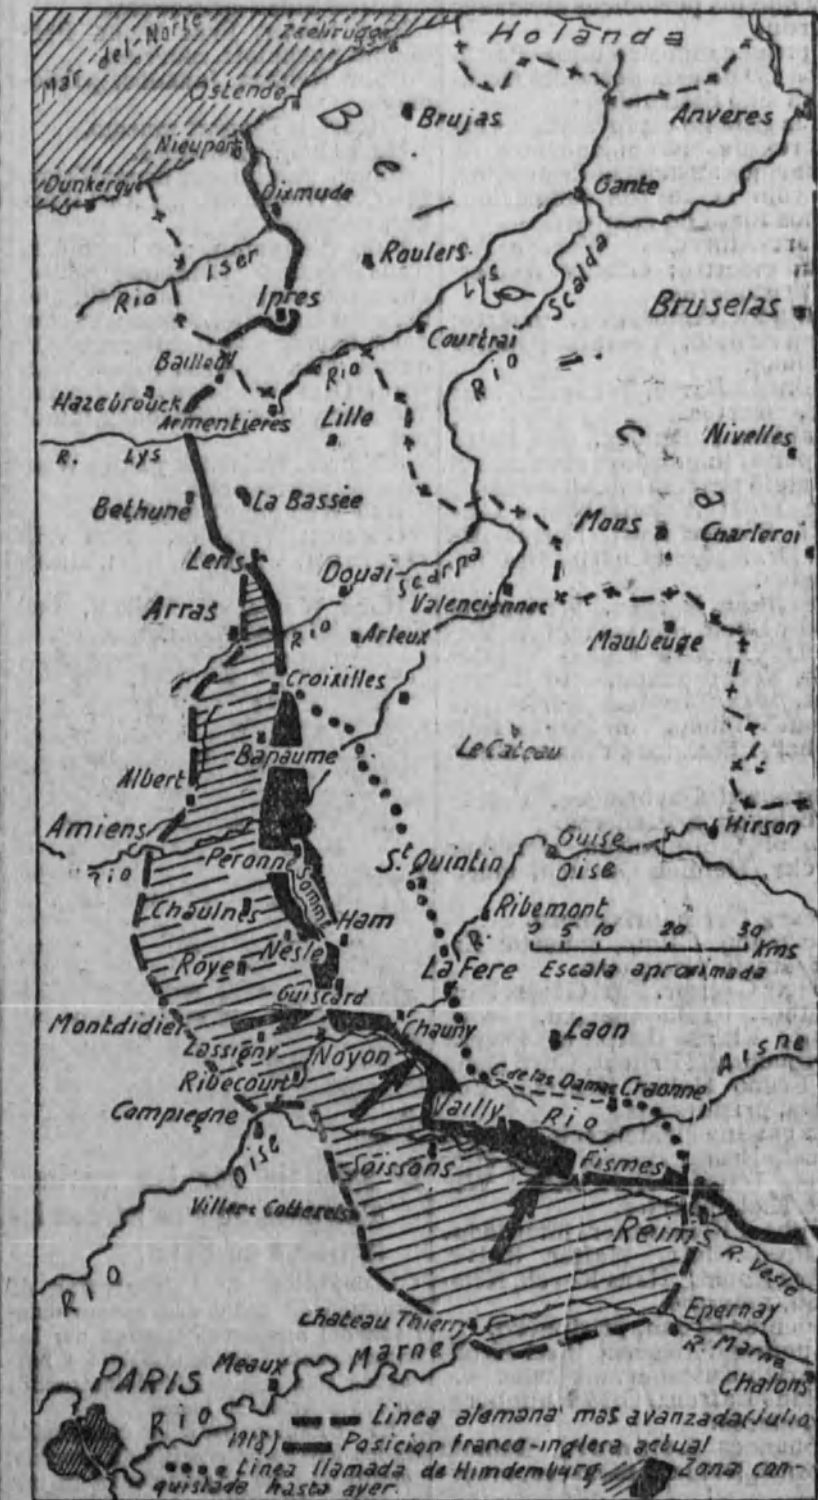 Zeebrugge
Holanda
Mar-del-Norte
Ostende
Brujas
Anveres
Nieuport
Dunkerque
Dixmude
Gante
Belgica
Rio Iser
Roulers
Ipres
Lys
Rio Scalda
Bruselas
Courtrai
Bailleul
Rio
Hazebrouck
Armentieres
Lille
Nivelles
R. Lys
Bethune
La Bassée
Mons
Charleroi
Lens
Douai
Scarpa
Valenciennes
Arras
Rio
Arleux
Maubeuge
Croixilles
Bapaume
Le Cateau
Albert
Amiens
Hirson
Guise
Rio
Peronne
Somme
St Quintin
Oise
Chaulnes
Ham
R.
Ribemont
0 5 10 20 30 Kms
Nesle
Roye
La Fere
Escala aproximada
Guiscard
Montdidier
Chauny
Laon
Aisne
Lassigny
Noyon
Ribecourt
C. de las Damas
Craonne
Compiegne
Vailly
Rio
Oise
Soissons
Fismes
Villers Cotterets
Reims
R. Vesle
Rio
Chateau Thierry
Epernay
Marne
R. Marne
PARIS
Meaux
Chalons
Rio
Linea alemana mas avanzada (Julio
1918) Posicion franco-inglesa actual
Linea llamada de Himdemburg Zona con-
quistade hasta ayer.